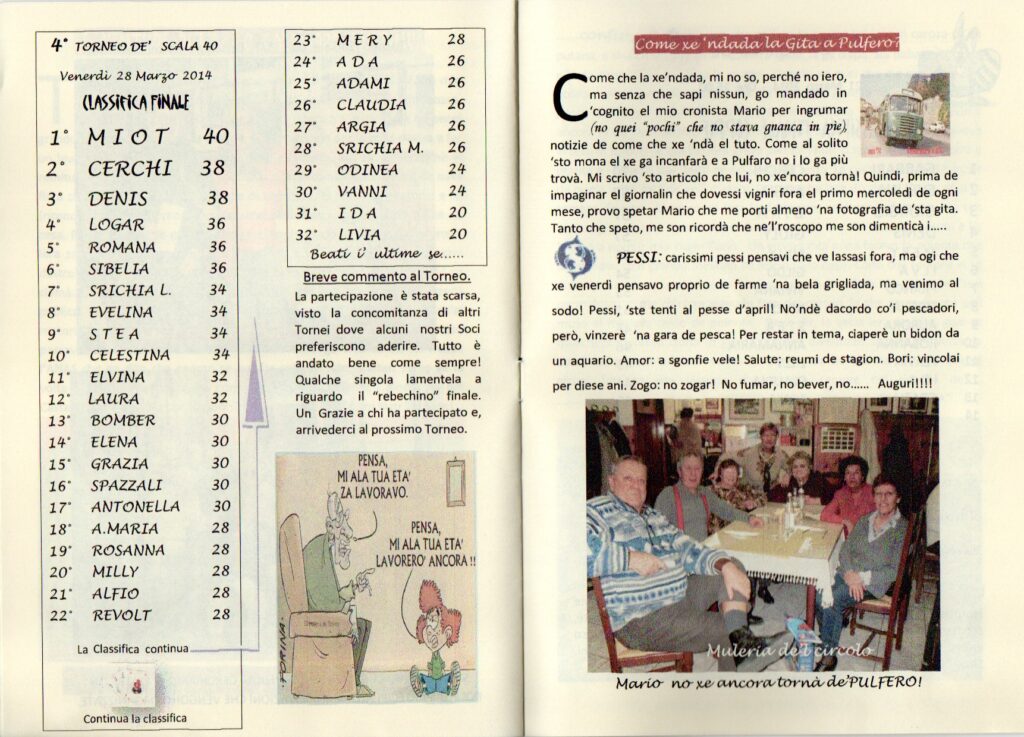 4° TORNEO DE' SCALA 40
Venerdì 28 Marzo 2014
CLASSIFICA FINALE
1° MIOT 40
2° CERCHI 38
3° DENIS 38
4° LOGAR 36
5° ROMANA 36
6° SIBELIA 36
7° SRICHIA L. 34
8° EVELINA 34
9° STEA 34
10° CELESTINA 34
11° ELVINA 32
12° LAURA 32
13° BOMBER 30
14° ELENA 30
15° GRAZIA 30
16° SPAZZALI 30
17° ANTONELLA 30
18° A.MARIA 28
19° ROSANNA 28
20° MILLY 28
21° ALFIO 28
22° REVOLT 28
La Classifica continua
Continua la classifica
23° MERY 28
24° ADA 26
25° ADAMI 26
26° CLAUDIA 26
27° ARGIA 26
28° SRICHIA M. 26
29° ODINEA 24
30° VANNI 24
31° IDA 20
32° LIVIA 20
Beati i' ultime se......
Breve commento al Torneo.
La partecipazione è stata scarsa,
visto la concomitanza di altri
Tornei dove alcuni nostri Soci
preferiscono aderire. Tutto è
andato bene come sempre!
Qualche singola lamentela a
riguardo il "rebechino" finale.
Un Grazie a chi ha partecipato e,
arrivederci al prossimo Torneo.
PENSA,
MI ALA TUA ETA'
ZA LAVORAVO.
PENSA,
MI ALA TUA ETA'
LAVORERO' ANCORA!!
Come xe 'ndada la Gita a Pulfero?
Come che la xe'ndada, mi no so, perché no iero,
ma senza che sapi nissun, go mandado in
'cognito el mio cronista Mario per ingrumar
(no quei "pochi" che no stava gnanca in pie),
notizie de come che xe 'ndà el tuto. Come al solito
'sto mona el xe ga incanfarà e a Pulfaro no i lo ga più
trovà. Mi scrivo 'sto articolo che lui, no xe'ncora tornà! Quindi, prima de
impaginar el giornalin che dovessi vignir fora el primo mercoledì de ogni
mese, provo spetar Mario che me porti almeno 'na fotografia de 'sta gita.
Tanto che speto, me son ricordà che ne'l'roscopo me son dimenticà i.....
PESSI: carissimi pessi pensavi che ve lassasi fora, ma ogi che
xe venerdì pensavo proprio de farme 'na bela grigliada, ma venimo al
sodo! Pessi, 'ste tenti al pesse d'april! No'ndè dacordo co'i pescadori,
però, vinzerè 'na gara de pesca! Per restar in tema, ciaperè un bidon da
un aquario. Amor: a sgonfie vele! Salute: reumi de stagion. Bori: vincolai
per diese ani. Zogo: no zogar! No fumar, no bever, no...... Auguri!!!!
Muleria de'l circolo
Mario no xe ancora tornà de'PULFERO!